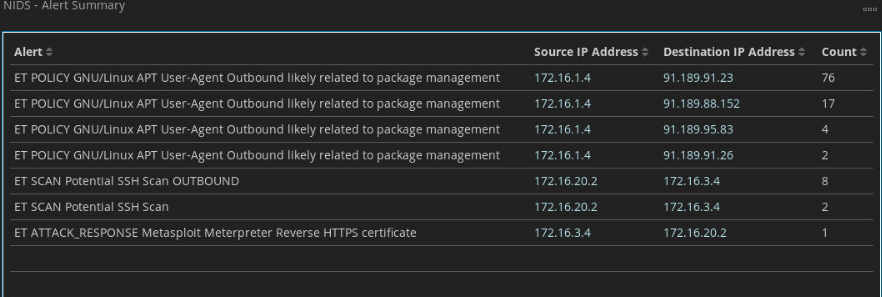 NIDS - Alert Summary
Alert Source IP Address Destination IP Address Count
ET POLICY GNU/Linux APT User-Agent Outbound likely related to package management 172.16.1.4 91.189.91.23 76
ET POLICY GNU/Linux APT User-Agent Outbound likely related to package management 172.16.1.4 91.189.88.152 17
ET POLICY GNU/Linux APT User-Agent Outbound likely related to package management 172.16.1.4 91.189.95.83 4
ET POLICY GNU/Linux APT User-Agent Outbound likely related to package management 172.16.1.4 91.189.91.26 2
ET SCAN Potential SSH Scan OUTBOUND 172.16.20.2 172.16.3.4 8
ET SCAN Potential SSH Scan 172.16.20.2 172.16.3.4 2
ET ATTACK_RESPONSE Metasploit Meterpreter Reverse HTTPS certificate 172.16.3.4 172.16.20.2 1